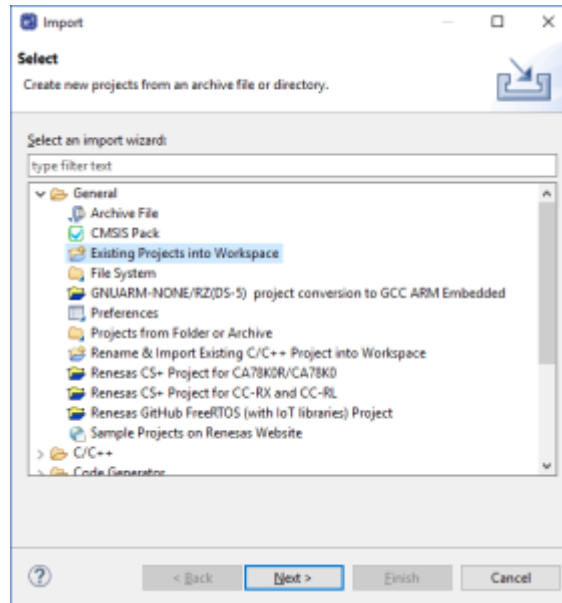 Import
Select
Create new projects from an archive file or directory.
Select an import wizard:
type filter text
General
Archive File
CMSIS Pack
Existing Projects into Workspace
File System
GNUARM-NONE/RZ(DS-5) project conversion to GCC ARM Embedded
Preferences
Projects from Folder or Archive
Rename & Import Existing C/C++ Project into Workspace
Renesas CS+ Project for CA78K0R/CA78K0
Renesas CS+ Project for CC-RX and CC-RL
Renesas GitHub FreeRTOS (with IoT libraries) Project
Sample Projects on Renesas Website
C/C++
Code Generator
? < Back Next > Finish Cancel